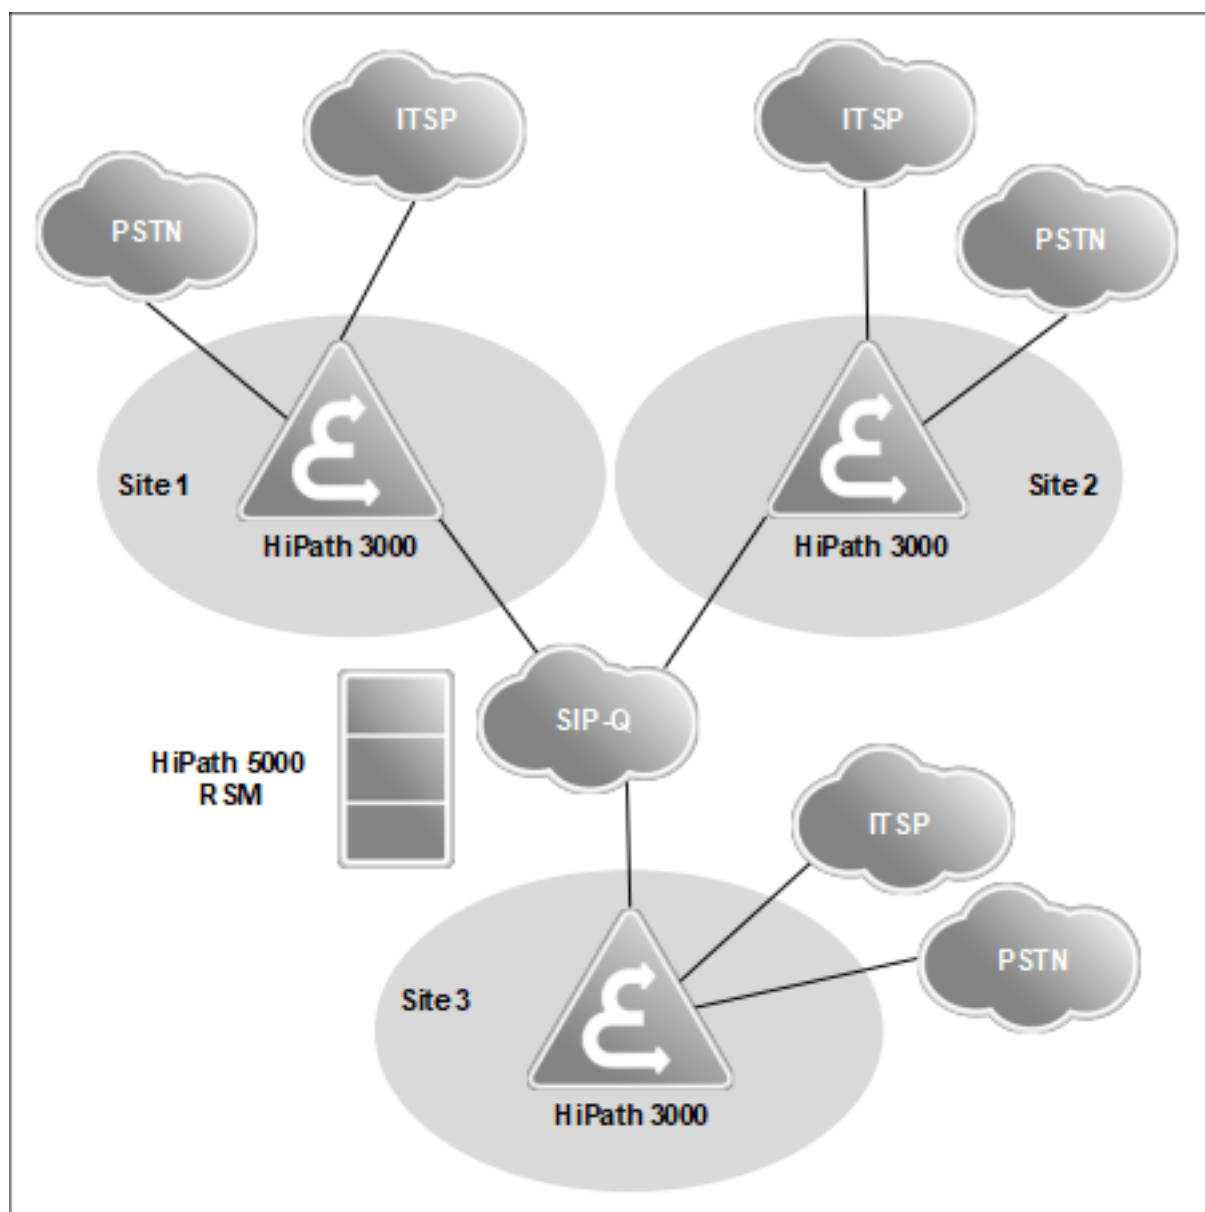 ITSP
ITSP
PSTN
PSTN
Site 1
Site 2
HiPath 3000
HiPath 3000
SIP-Q
HiPath 5000
RSM
ITSP
PSTN
Site 3
HiPath 3000